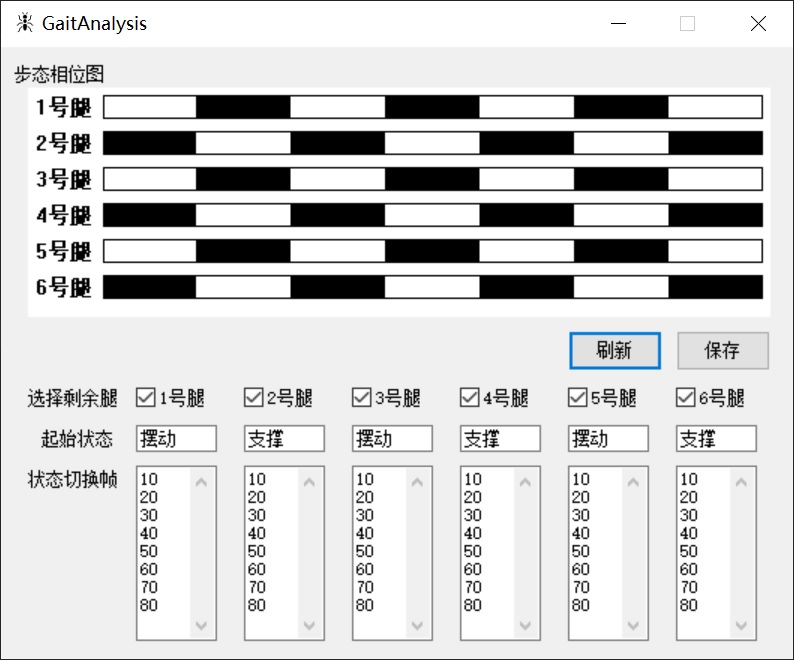 GaitAnalysis
步态相位图
1号腿
2号腿
3号腿
4号腿
5号腿
6号腿
刷新 保存
选择剩余腿 1号腿 2号腿 3号腿 4号腿 5号腿 6号腿
起始状态 摆动 支撑 摆动 支撑 摆动 支撑
状态切换帧 10 10 10 10 10 10
20 20 20 20 20 20
30 30 30 30 30 30
40 40 40 40 40 40
50 50 50 50 50 50
60 60 60 60 60 60
70 70 70 70 70 70
80 80 80 80 80 80